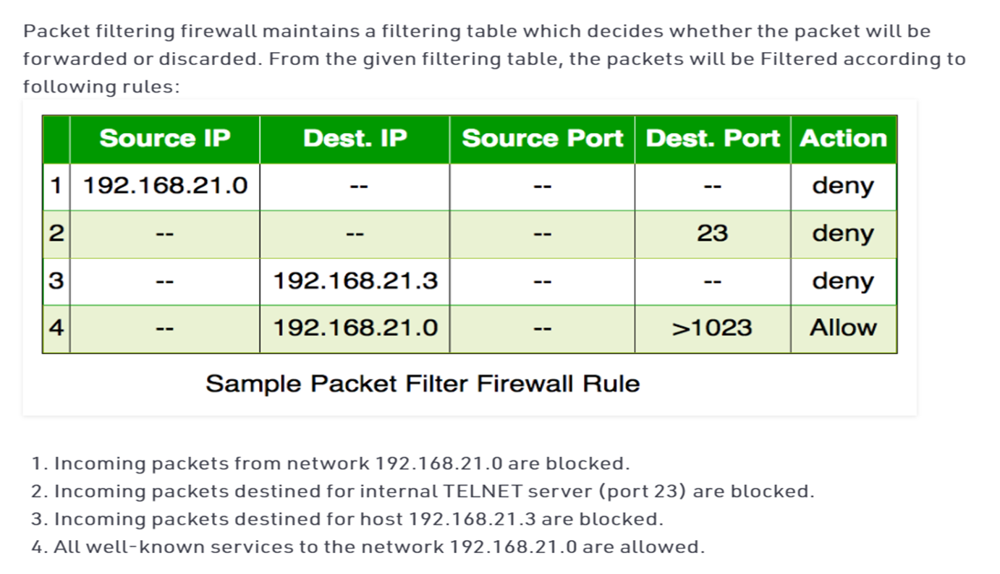 Packet filtering firewall maintains a filtering table which decides whether the packet will be
forwarded or discarded. From the given filtering table, the packets will be Filtered according to
following rules:
Source IP Dest. IP Source Port Dest. Port Action
1 192.168.21.0 -- -- -- deny
2 -- -- -- 23 deny
3 -- 192.168.21.3 -- -- deny
4 -- 192.168.21.0 -- >1023 Allow
Sample Packet Filter Firewall Rule
1. Incoming packets from network 192.168.21.0 are blocked.
2. Incoming packets destined for internal TELNET server (port 23) are blocked.
3. Incoming packets destined for host 192.168.21.3 are blocked.
4. All well-known services to the network 192.168.21.0 are allowed.